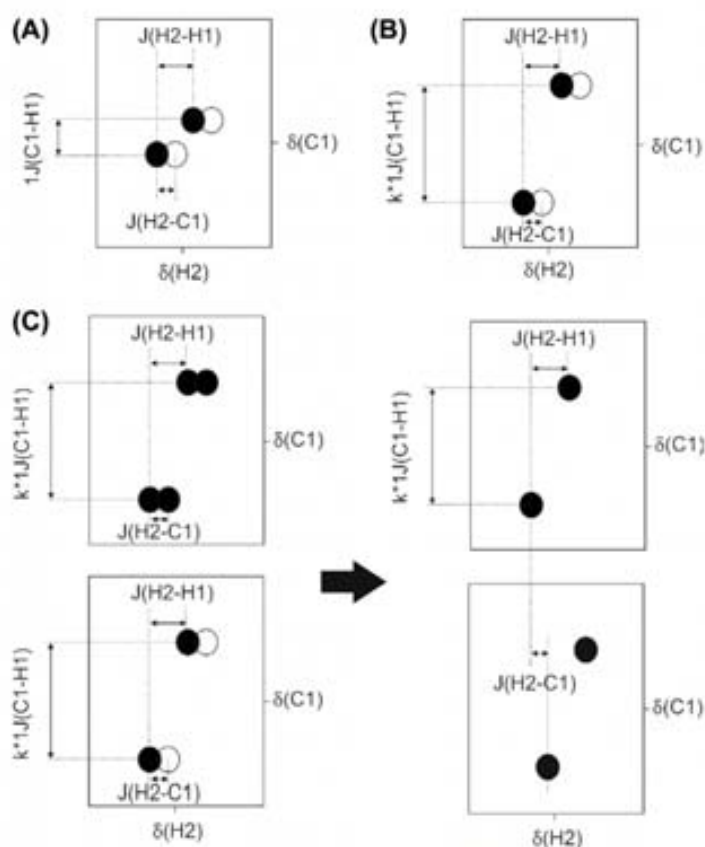 (A)
J(H2-H1)
1J(C1-H1)
δ(C1)
J(H2-C1)
δ(H2)
(B)
J(H2-H1)
k*1J(C1-H1)
δ(C1)
J(H2-C1)
δ(H2)
(C)
J(H2-H1)
k*1J(C1-H1)
δ(C1)
J(H2-C1)
J(H2-H1)
k*1J(C1-H1)
δ(C1)
J(H2-C1)
δ(H2)
J(H2-H1)
k*1J(C1-H1)
δ(C1)
J(H2-C1)
δ(C1)
δ(H2)